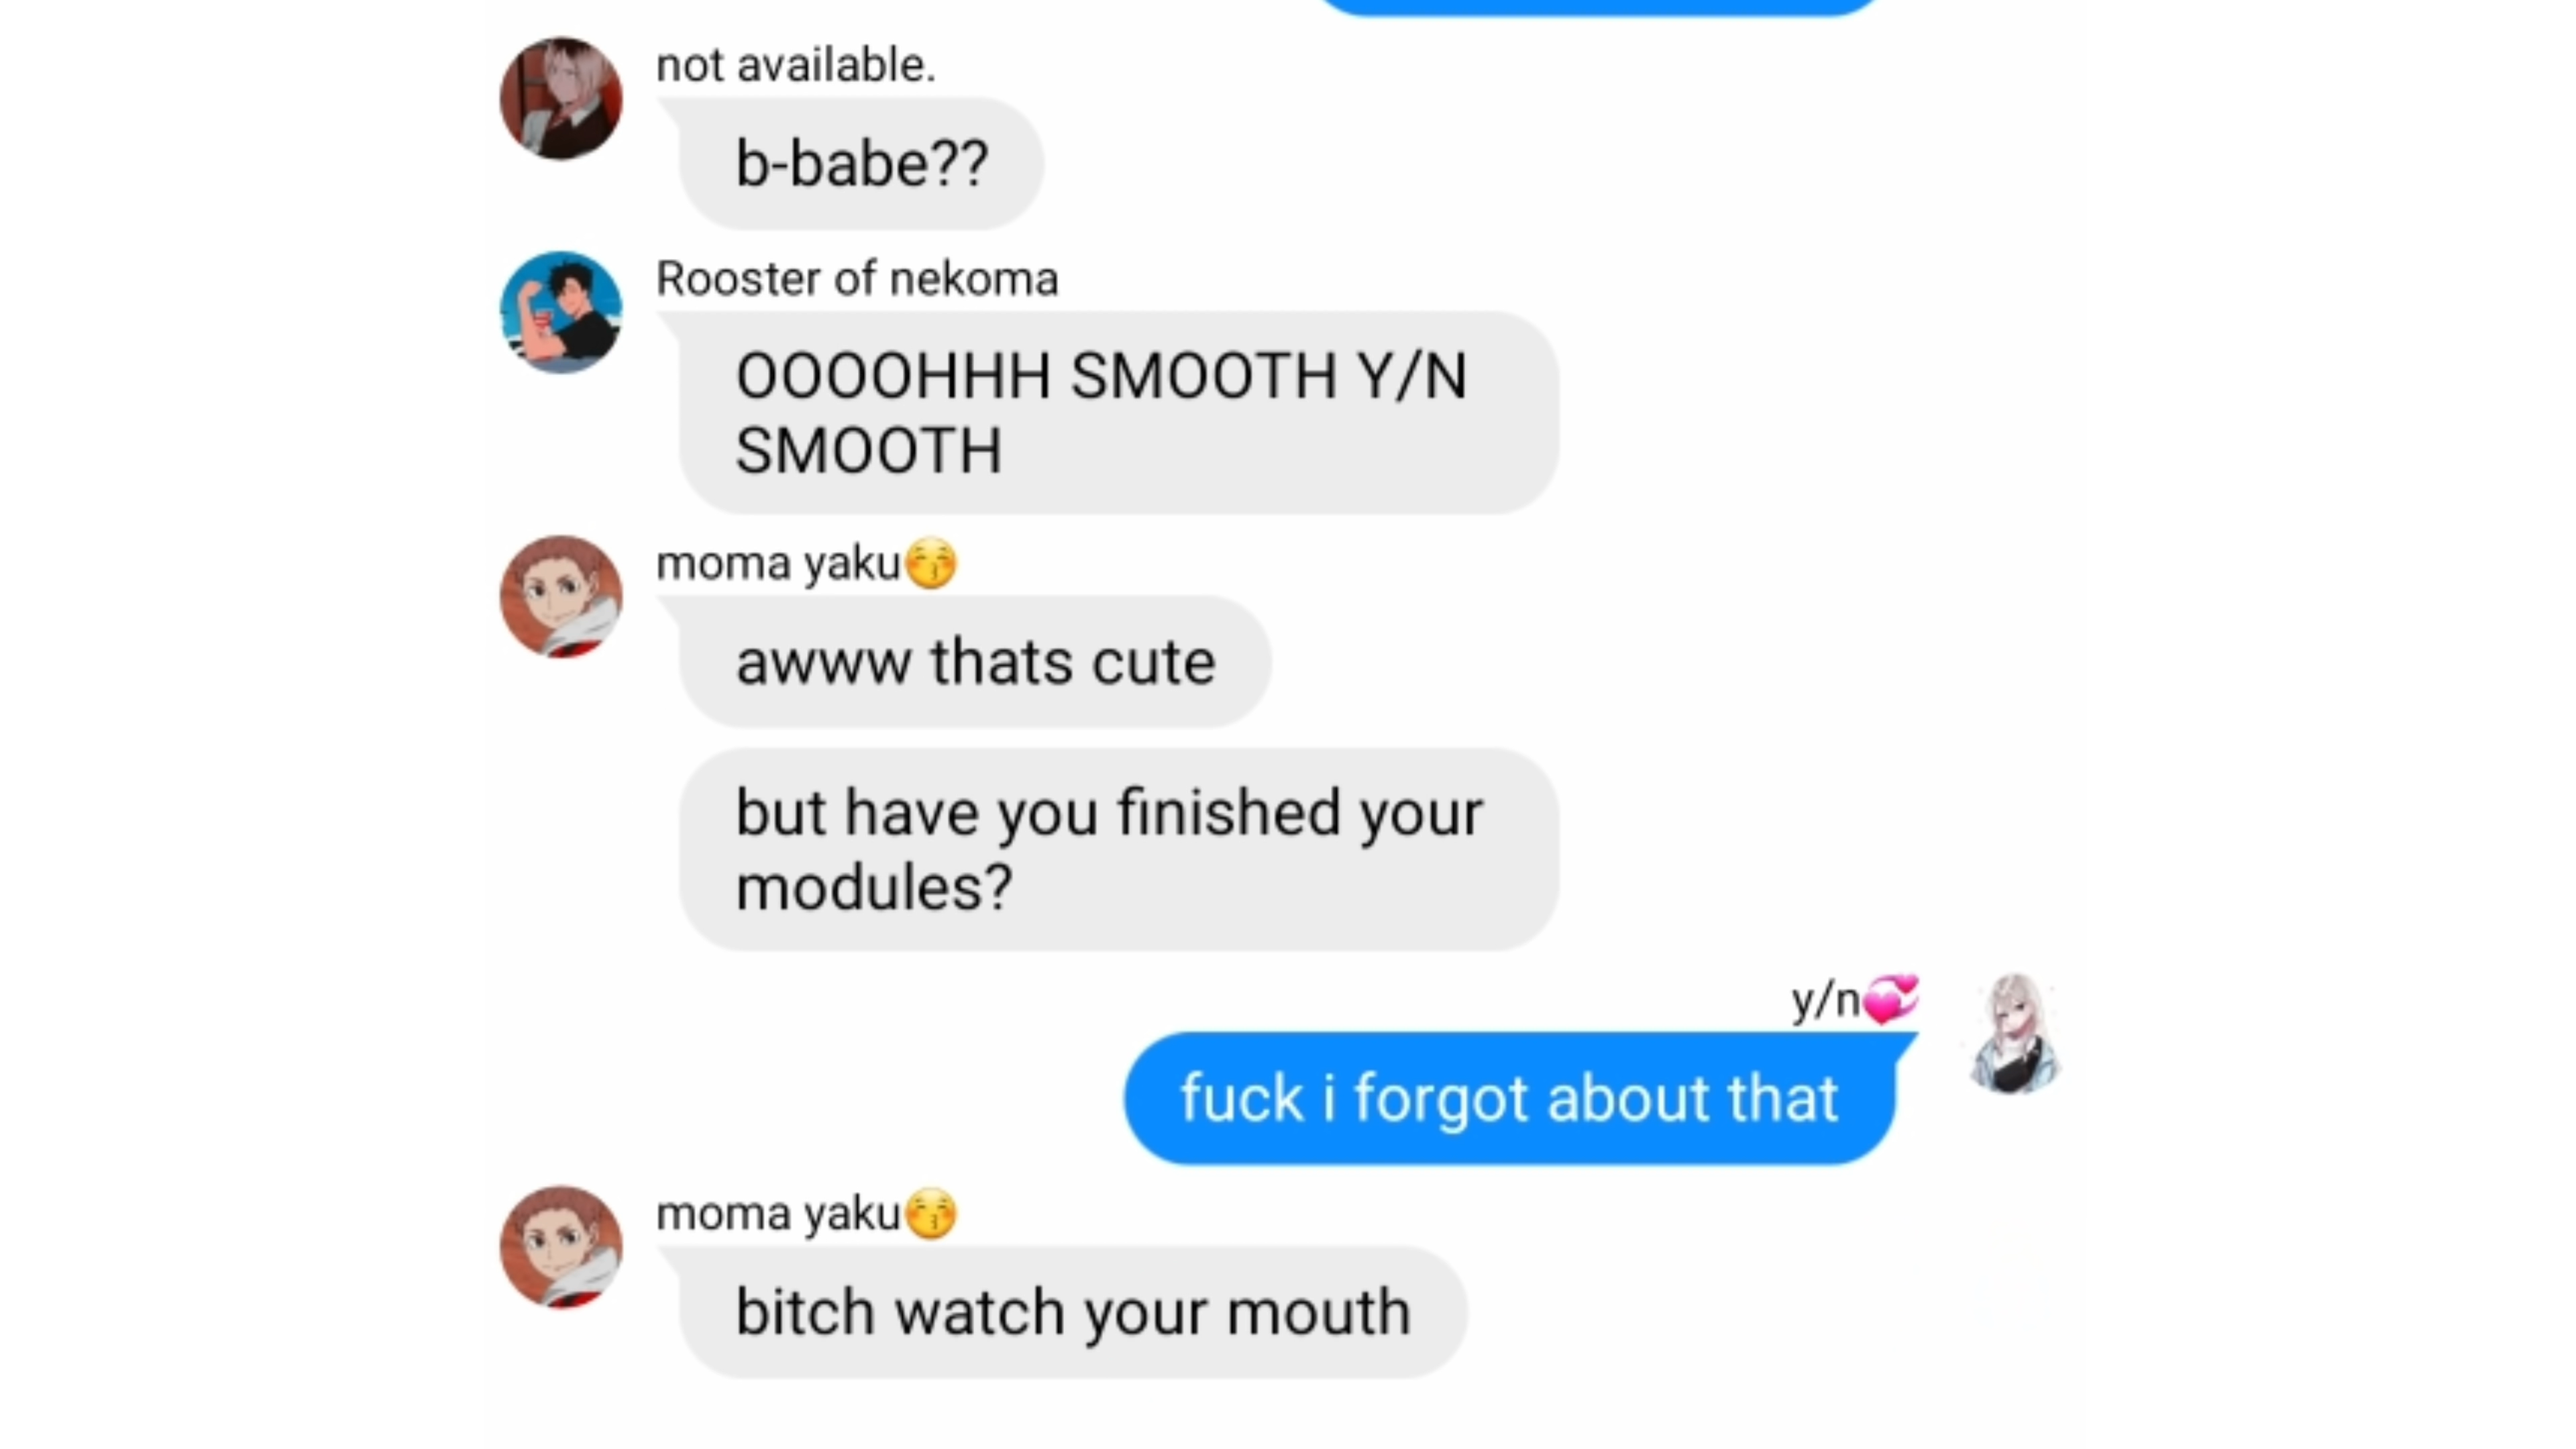 not available.
b-babe??
Rooster of nekoma
OOOOHHH SMOOTH Y/N
SMOOTH
moma yaku😚
awww thats cute
but have you finished your
modules?
y/n💞
fuck i forgot about that
moma yaku😚
bitch watch your mouth